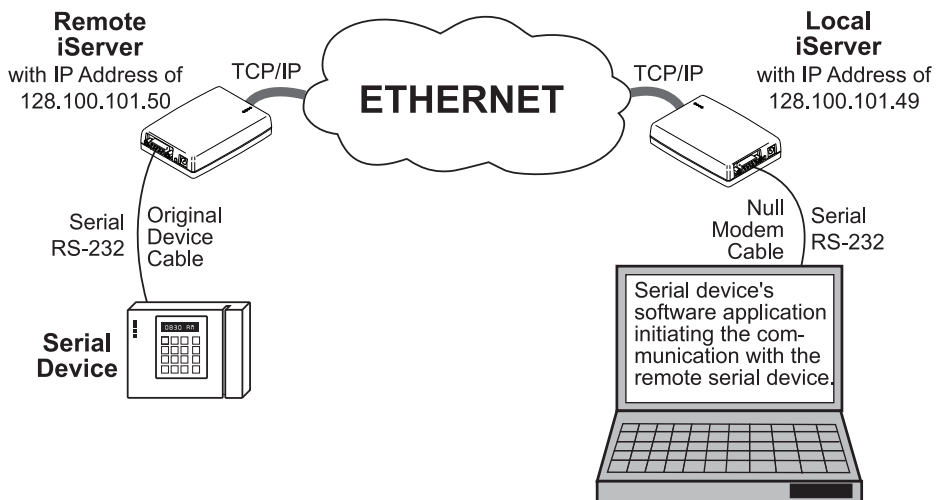 Remote
iServer
with IP Address of
128.100.101.50
TCP/IP
ETHERNET
TCP/IP
Local
iServer
with IP Address of
128.100.101.49
Serial
RS-232
Original
Device
Cable
Null
Modem
Cable
Serial
RS-232
Serial
Device
0830 AM
Serial device's
software application
initiating the com-
munication with the
remote serial device.